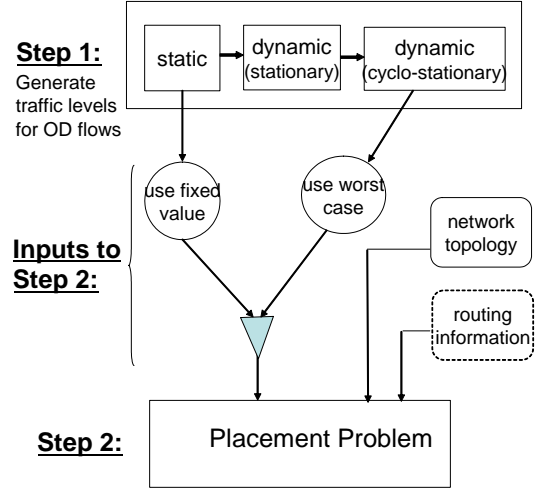 Step 1:
Generate
traffic levels
for OD flows
static
dynamic
(stationary)
dynamic
(cyclo-stationary)
use fixed
value
use worst
case
Inputs to
Step 2:
network
topology
routing
information
Step 2:
Placement Problem